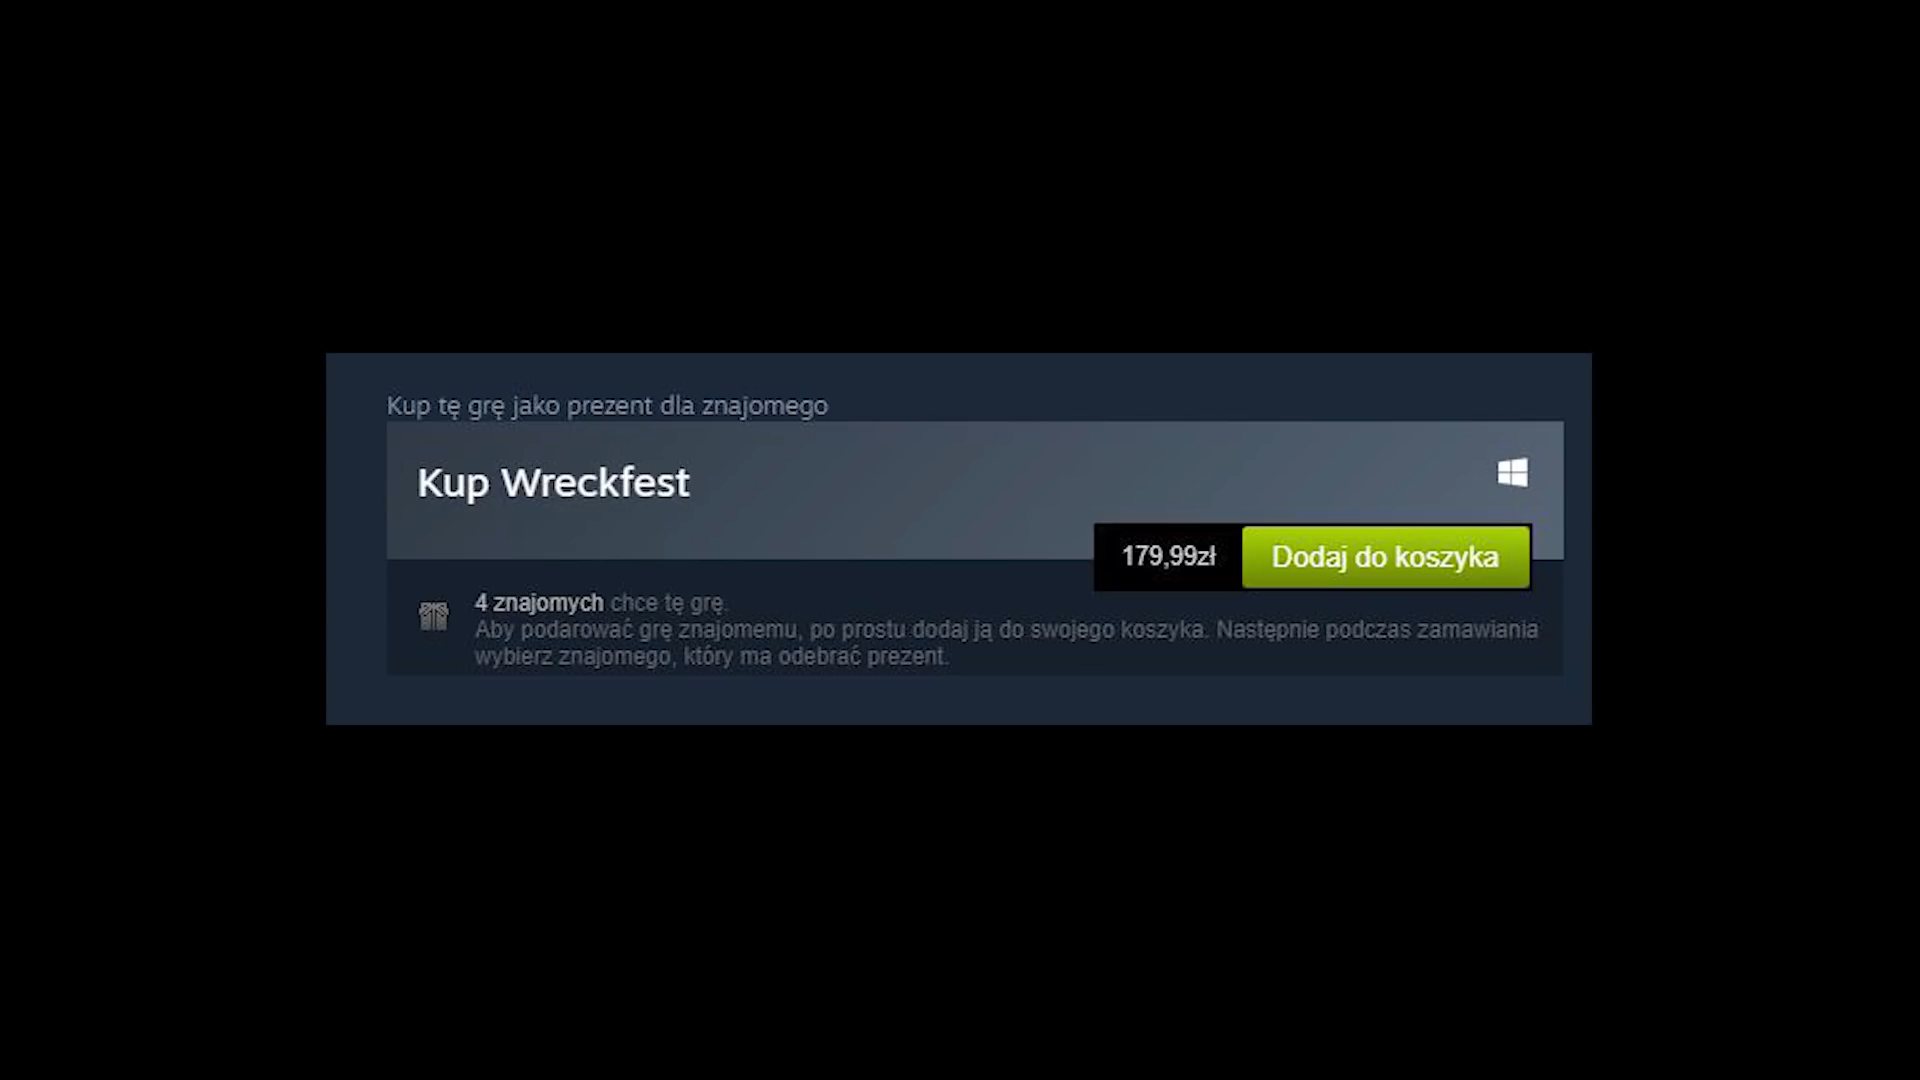 Kup tę grę jako prezent dla znajomego
Kup Wreckfest
179,99zł
Dodaj do koszyka
4 znajomych chce tę grę.
Aby podarować grę znajomemu, po prostu dodaj ją do swojego koszyka. Następnie podczas zamawiania
wybierz znajomego, który ma odebrać prezent.